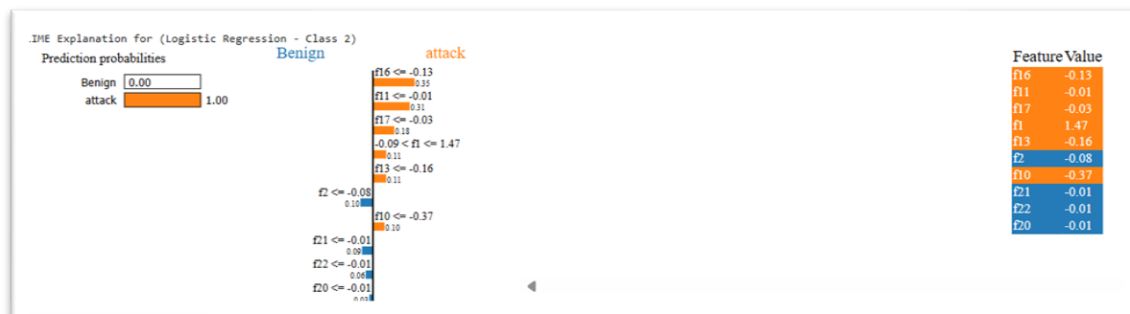 .IME Explanation for (Logistic Regression - Class 2)
Prediction probabilities
Benign 0.00
attack 1.00
Benign attack
f16 <= -0.13
0.35
f11 <= -0.01
0.31
f17 <= -0.03
0.18
-0.09 < f1 <= 1.47
0.11
f13 <= -0.16
0.11
f2 <= -0.08
0.10
f10 <= -0.37
0.10
f21 <= -0.01
0.09
f22 <= -0.01
0.06
f20 <= -0.01
0.03
Feature Value
f16 -0.13
f11 -0.01
f17 -0.03
f1 1.47
f13 -0.16
f2 -0.08
f10 -0.37
f21 -0.01
f22 -0.01
f20 -0.01